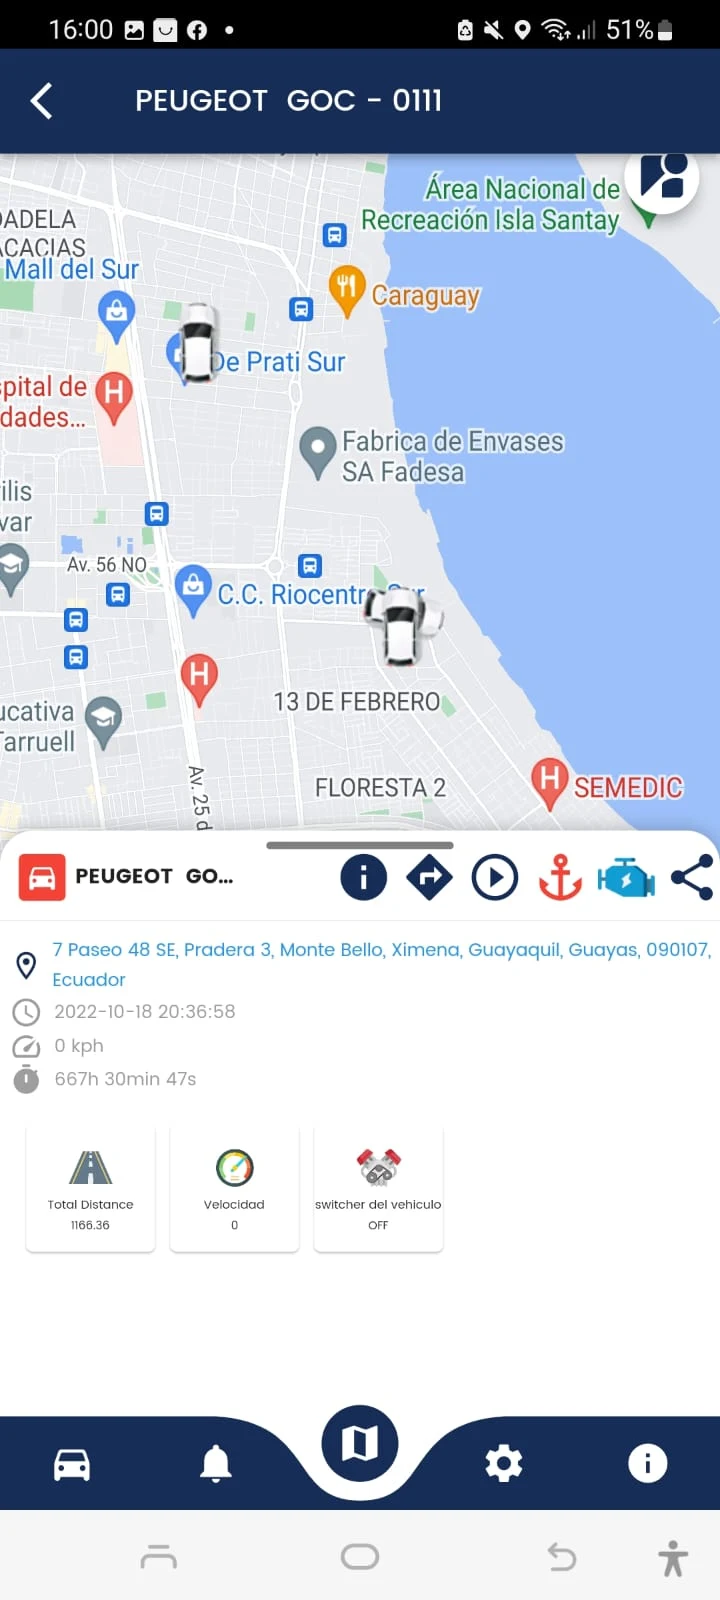 16:00
51%
PEUGEOT GOC - 0111
Área Nacional de
Recreación Isla Santay
ACACIAS
Mall del Sur
Caraguay
De Prati Sur
spital de
dades...
Fabrica de Envases
SA Fadesa
ilis
var
Av. 56 NO
C.C. Riocentr
H
H
13 DE FEBRERO
ucativa
Tarruell
Av. 25 d
FLORESTA 2
H
SEMEDIC
PEUGEOT GO...
7 Paseo 48 SE, Pradera 3, Monte Bello, Ximena, Guayaquil, Guayas, 090107,
Ecuador
2022-10-18 20:36:58
0 kph
667h 30min 47s
Total Distance
1166.36
Velocidad
0
switcher del vehiculo
OFF